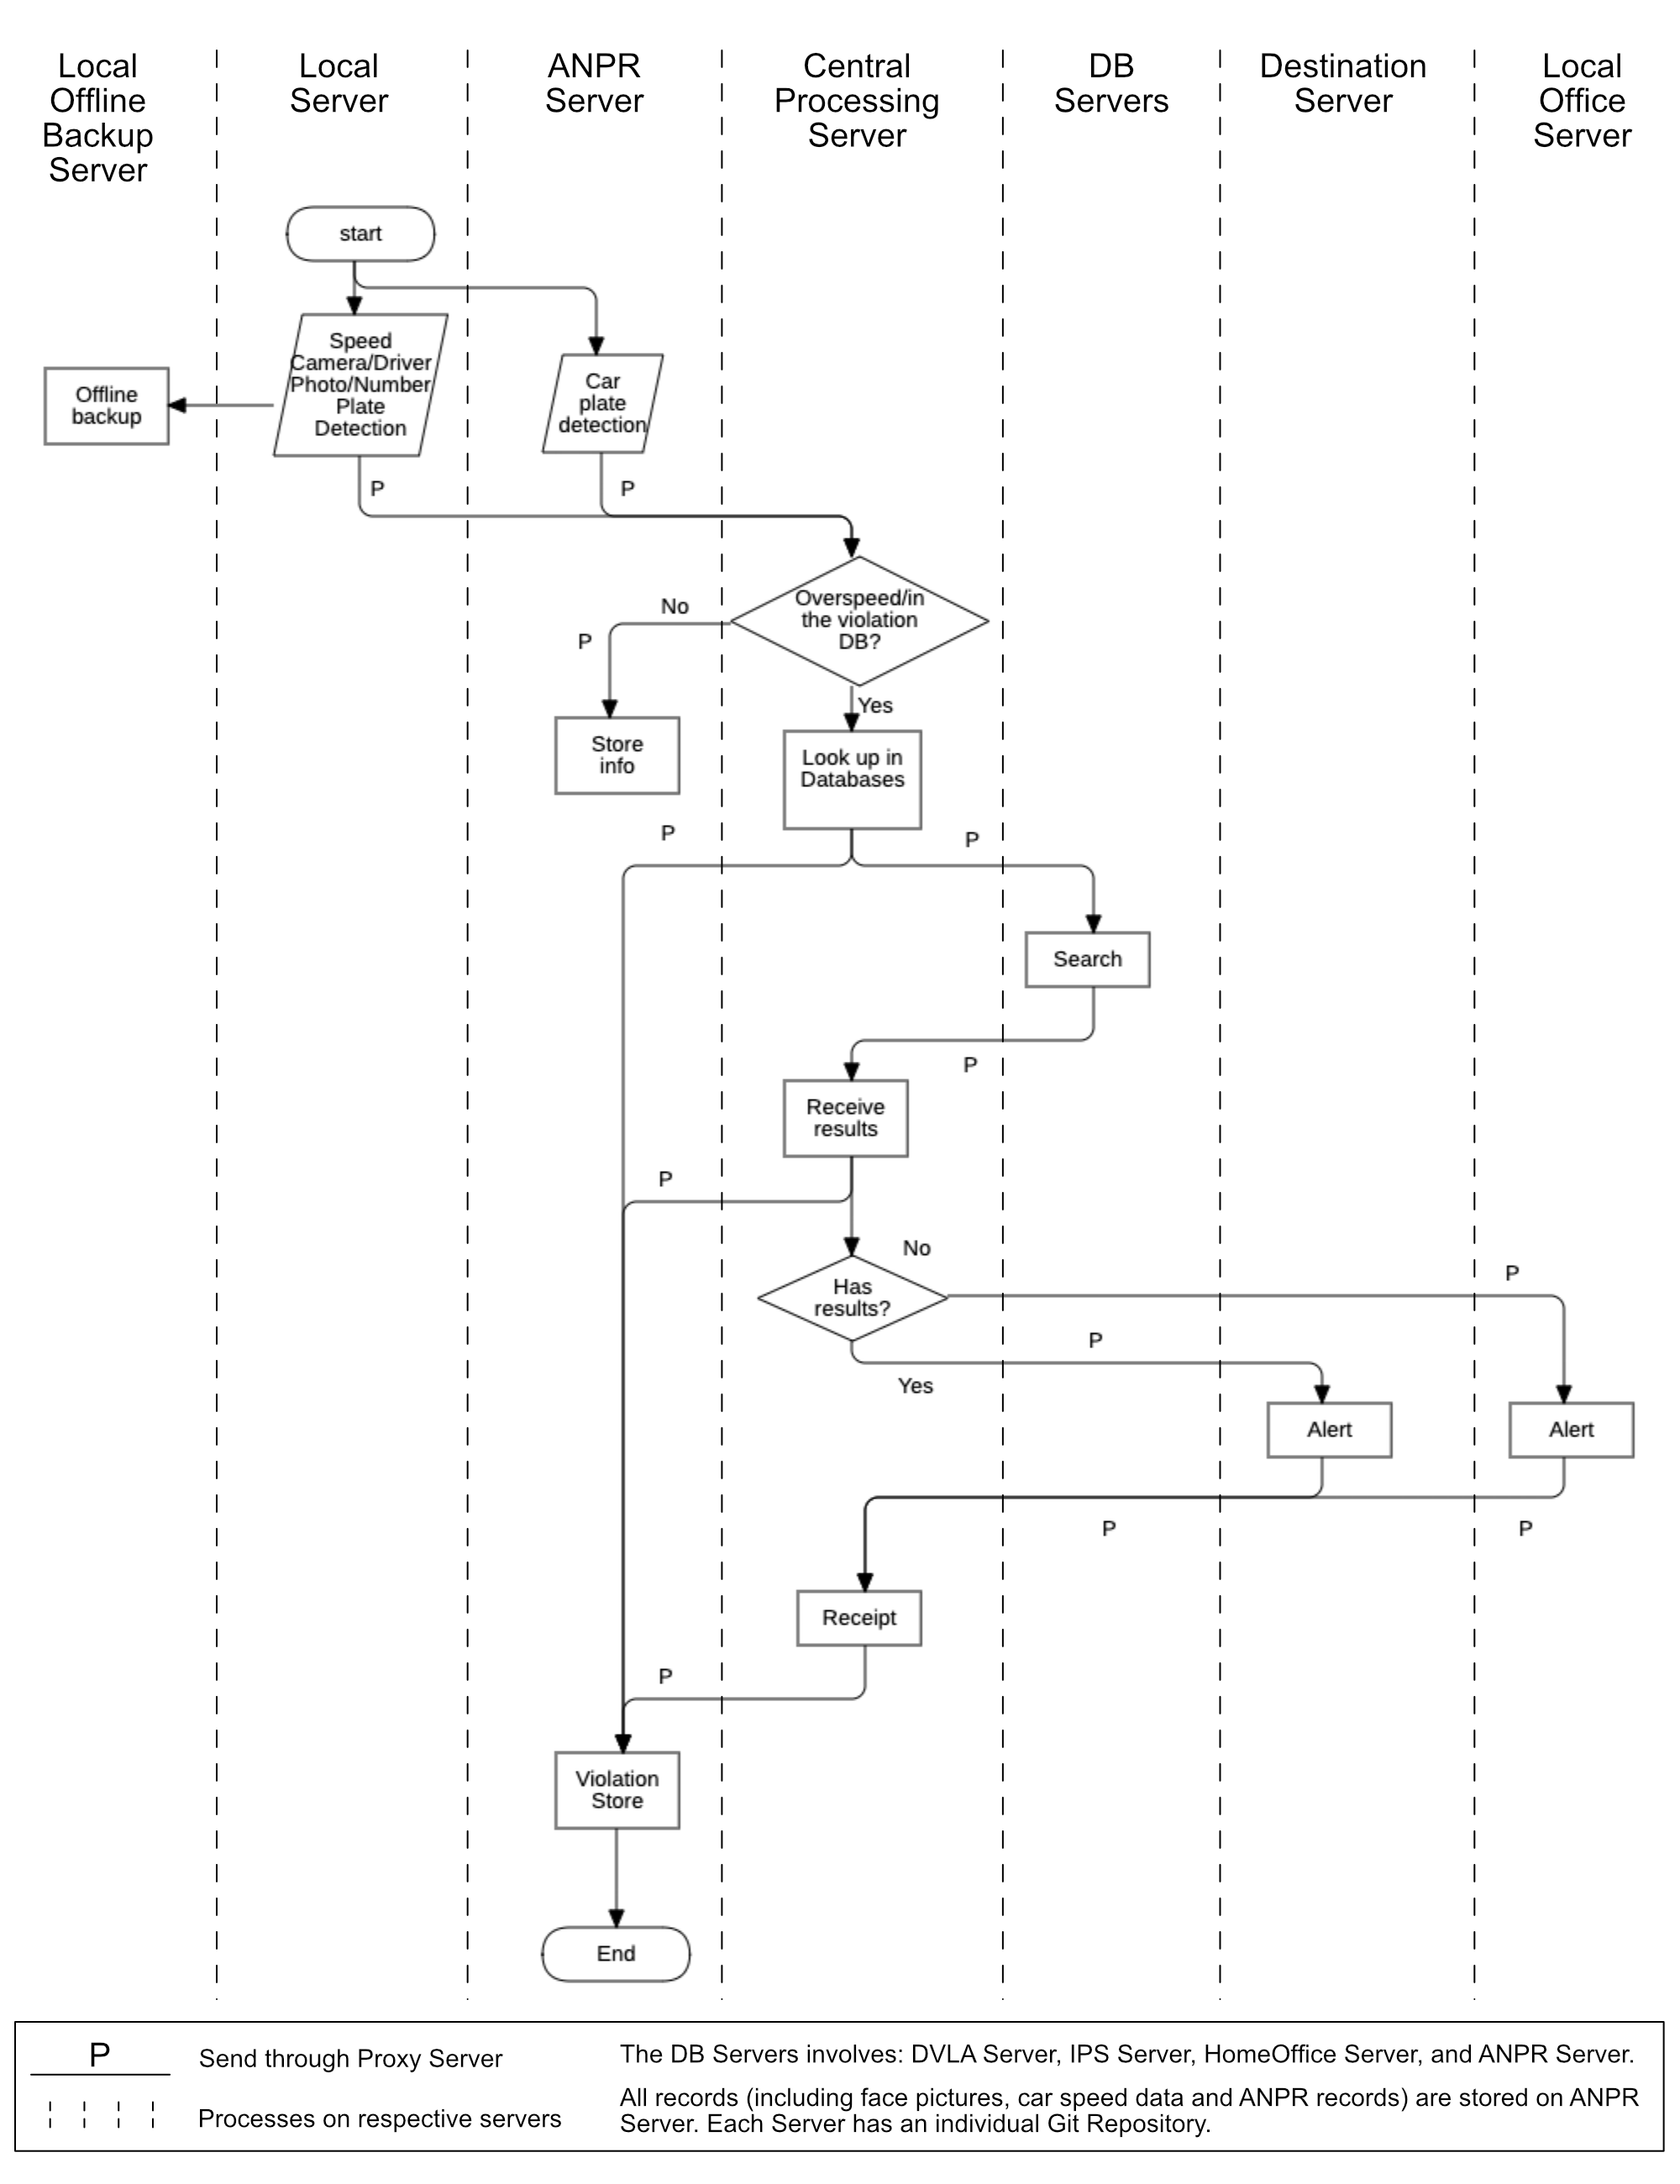 Local
Offline
Backup
Server
Local
Server
ANPR
Server
Central
Processing
Server
DB
Servers
Destination
Server
Local
Office
Server
start
Speed
Camera/Driver
Photo/Number
Plate
Detection
Car
plate
detection
Offline
backup
P
P
Overspeed/in
the violation
DB?
No
P
Yes
Store
info
Look up in
Databases
P
P
Search
P
Receive
results
P
No
P
Has
results?
P
Yes
Alert
Alert
P
P
Receipt
P
Violation
Store
End
P
Send through Proxy Server
Processes on respective servers
The DB Servers involves: DVLA Server, IPS Server, HomeOffice Server, and ANPR Server.
All records (including face pictures, car speed data and ANPR records) are stored on ANPR
Server. Each Server has an individual Git Repository.